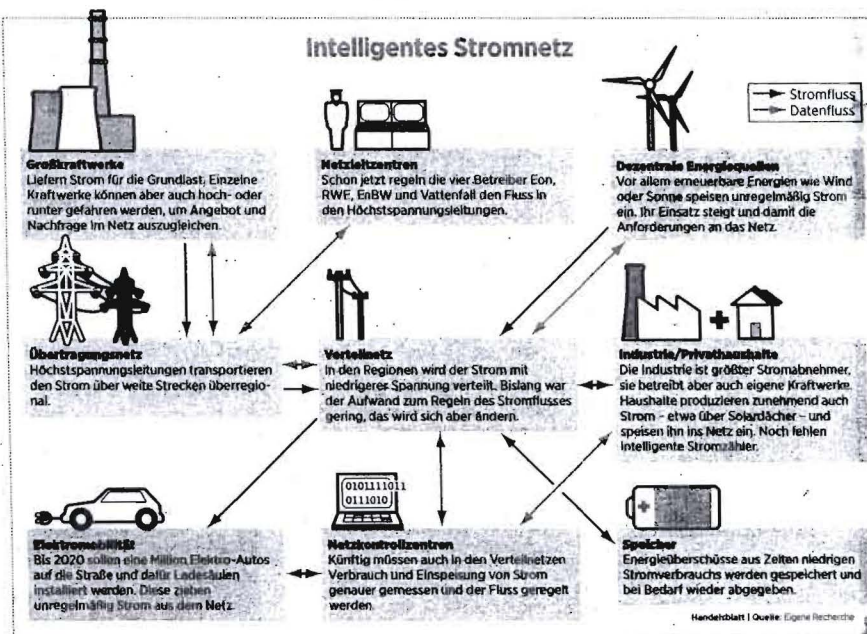 Intelligentes Stromnetz
Stromfluss
Datenfluss
Großkraftwerke
Liefern Strom für die Grundlast. Einzelne
Kraftwerke können aber auch hoch- oder
runter gefahren werden, um Angebot und
Nachfrage im Netz auszugleichen.
Netzleitzentren
Schon jetzt regeln die vier Betreiber Eon,
RWE, EnBW und Vattenfall den Fluss in
den Höchstspannungsleitungen.
Dezentrale Energiequellen
Vor allem erneuerbare Energien wie Wind
oder Sonne speisen unregelmäßig Strom
ein. Ihr Einsatz steigt und damit die
Anforderungen an das Netz.
Übertragungsnetz
Höchstspannungsleitungen transportieren
den Strom über weite Strecken überregio-
nal.
Verteilnetz
In den Regionen wird der Strom mit
niedrigerer Spannung verteilt. Bislang war
der Aufwand zum Regeln des Stromflusses
gering, das wird sich aber ändern.
+
Industrie/Privathaushalte
Die Industrie ist größter Stromabnehmer,
sie betreibt aber auch eigene Kraftwerke.
Haushalte produzieren zunehmend auch
Strom – etwa über Solardächer – und
speisen ihn ins Netz ein. Noch fehlen
intelligente Stromzähler.
Elektromobilität
Bis 2020 sollen eine Million Elektro-Autos
auf die Straße und dafür Ladesäulen
installiert werden. Diese ziehen
unregelmäßig Strom aus dem Netz.
0101111011
0111010
Netzkontrollzentren
Künftig müssen auch in den Verteilnetzen
Verbrauch und Einspeisung von Strom
genauer gemessen und der Fluss geregelt
werden.
+
Speicher
Energieüberschüsse aus Zeiten niedrigen
Stromverbrauchs werden gespeichert und
bei Bedarf wieder abgegeben.
Handelsblatt | Quelle: Eigene Recherche